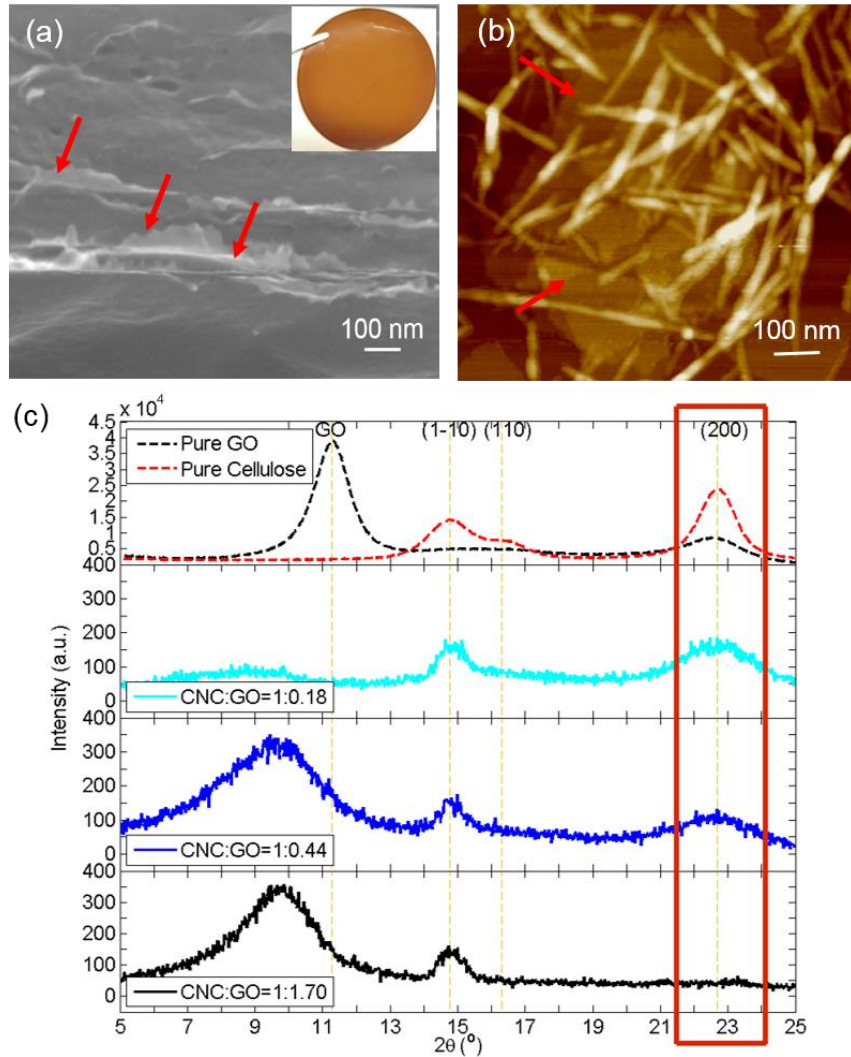 (a)
100 nm
(b)
100 nm
(c)
x 10⁴
4.5
4
3.5
3
2.5
2
1.5
1
0.5
GO
(1-10)
(110)
(200)
Pure GO
Pure Cellulose
400
300
200
100
0
CNC:GO=1:0.18
400
300
200
100
0
CNC:GO=1:0.44
400
300
200
100
0
CNC:GO=1:1.70
Intensity (a.u.)
5 7 9 11 13 15 17 19 21 23 25
2θ (°)